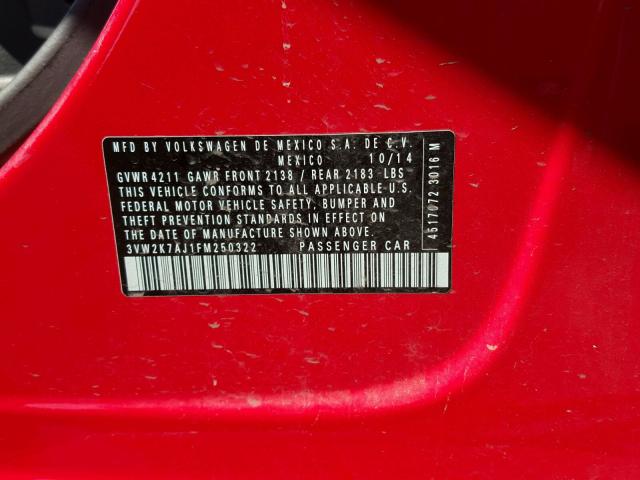 MFD BY VOLKSWAGEN DE MEXICO S.A. DE C.V.
MEXICO 10/14
GVWR 4211 GAWR FRONT 2138 / REAR 2183 LBS
THIS VEHICLE CONFORMS TO ALL APPLICABLE U.S.
FEDERAL MOTOR VEHICLE SAFETY, BUMPER AND
THEFT PREVENTION STANDARDS IN EFFECT ON
THE DATE OF MANUFACTURE SHOWN ABOVE.
3VW2K7AJ1FM250322 PASSENGER CAR
4517072 3016 M